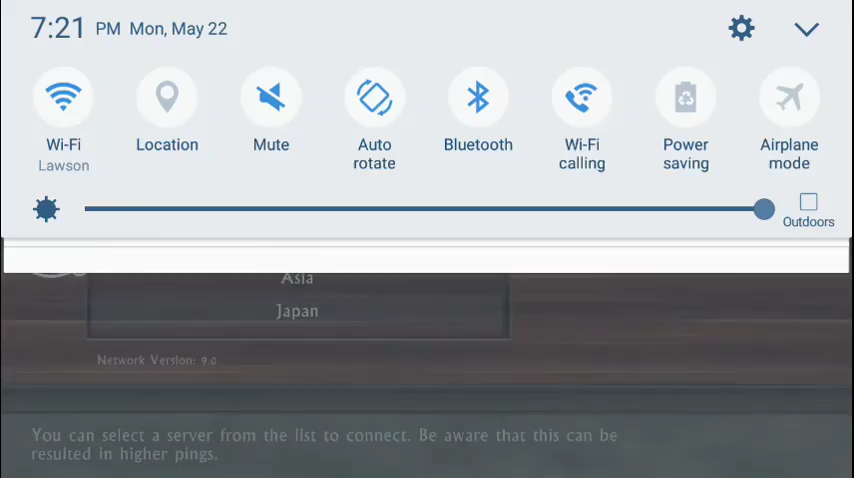 7:21 PM Mon, May 22
Wi-Fi
Lawson
Location
Mute
Auto
rotate
Bluetooth
Wi-Fi
calling
Power
saving
Airplane
mode
Outdoors
Asia
Japan
Network Version: 9.0
You can select a server from the list to connect. Be aware that this can be
resulted in higher pings.